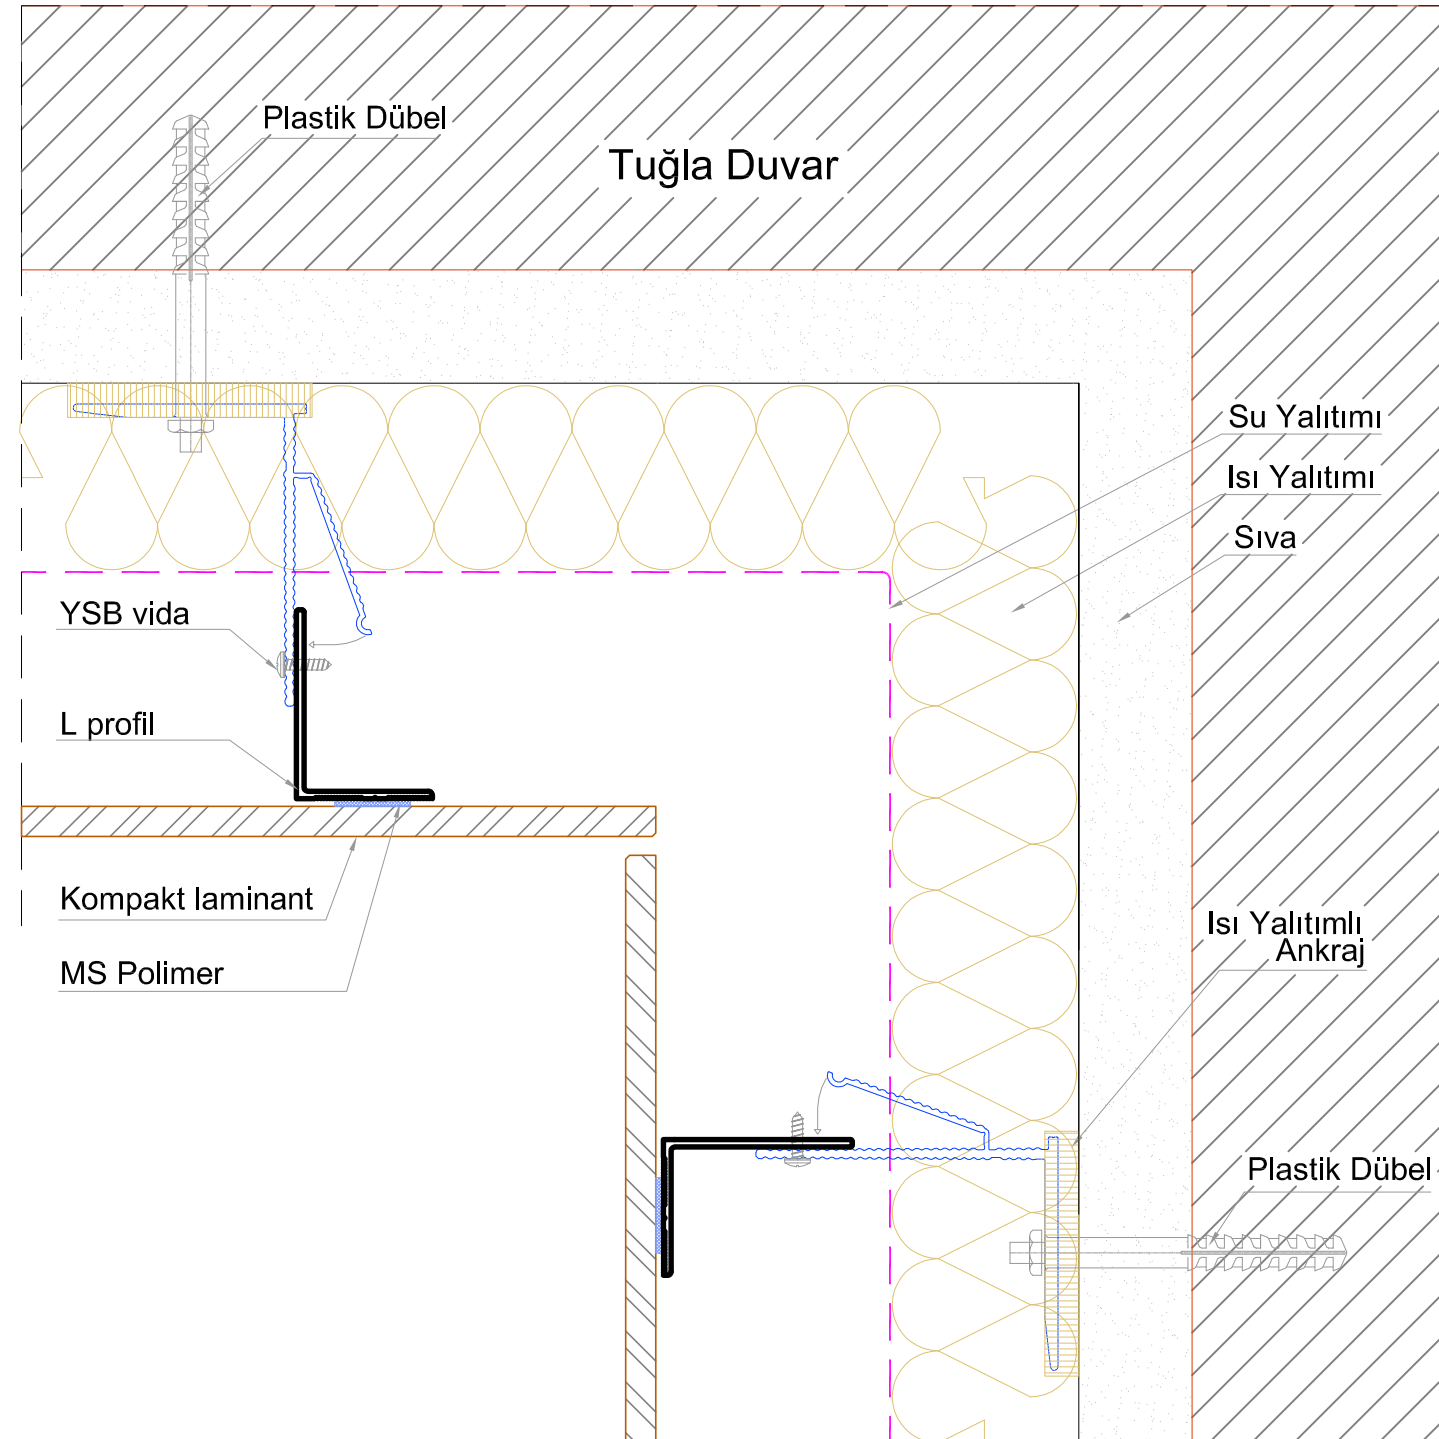 Plastik Dübel
Tuğla Duvar
Su Yalıtımı
Isı Yalıtımı
Sıva
YSB vida
L profil
Kompakt laminant
MS Polimer
Isı Yalıtımlı
Ankraj
Plastik Dübel